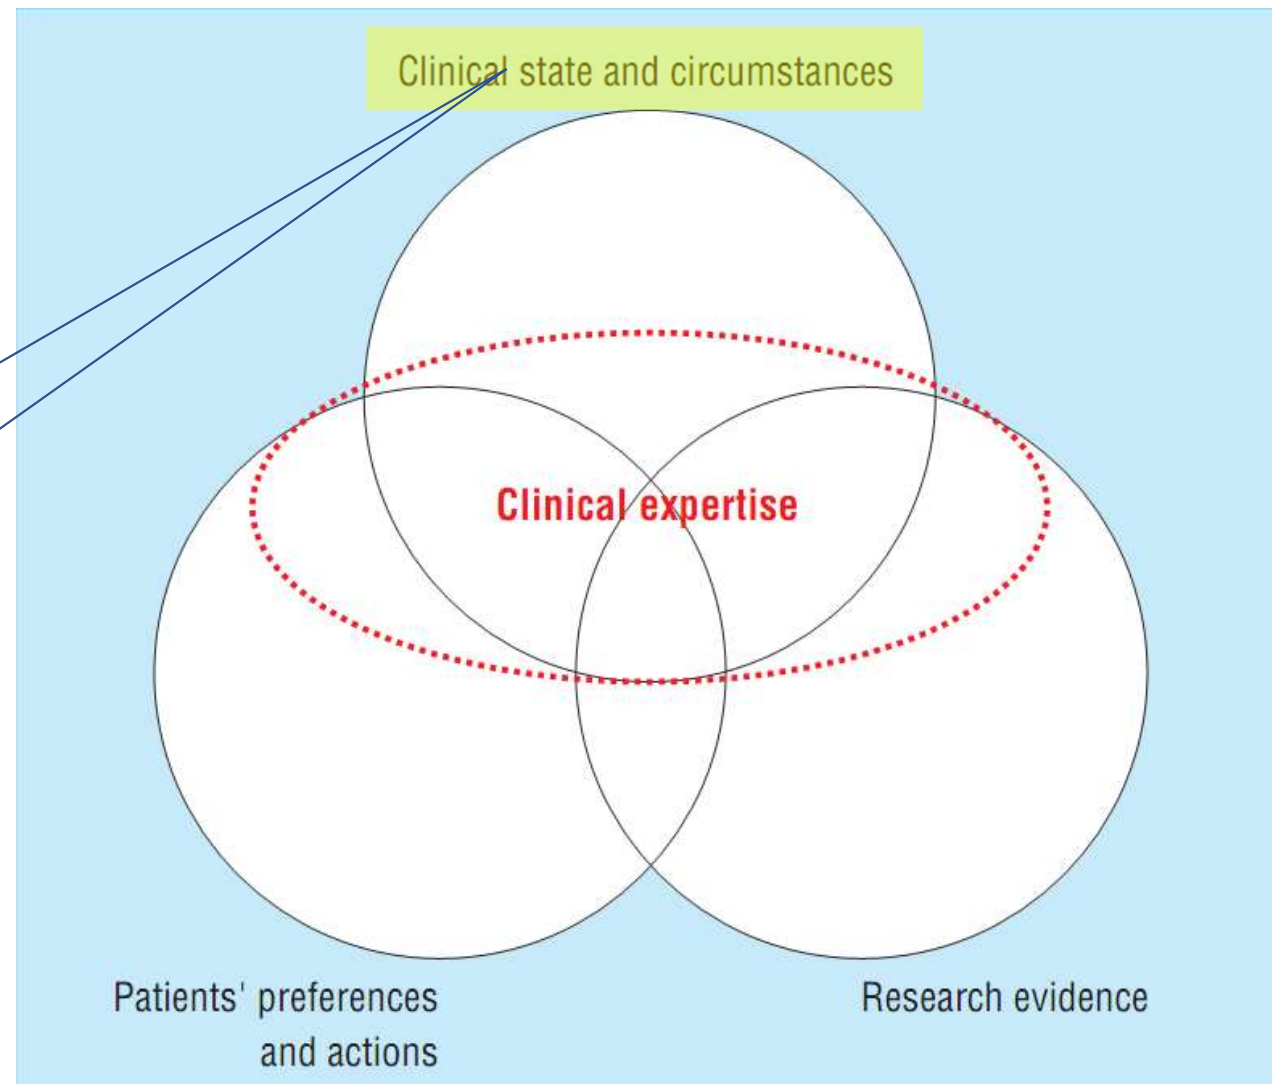 Clinical state and circumstances
Clinical expertise
Patients' preferences
and actions
Research evidence